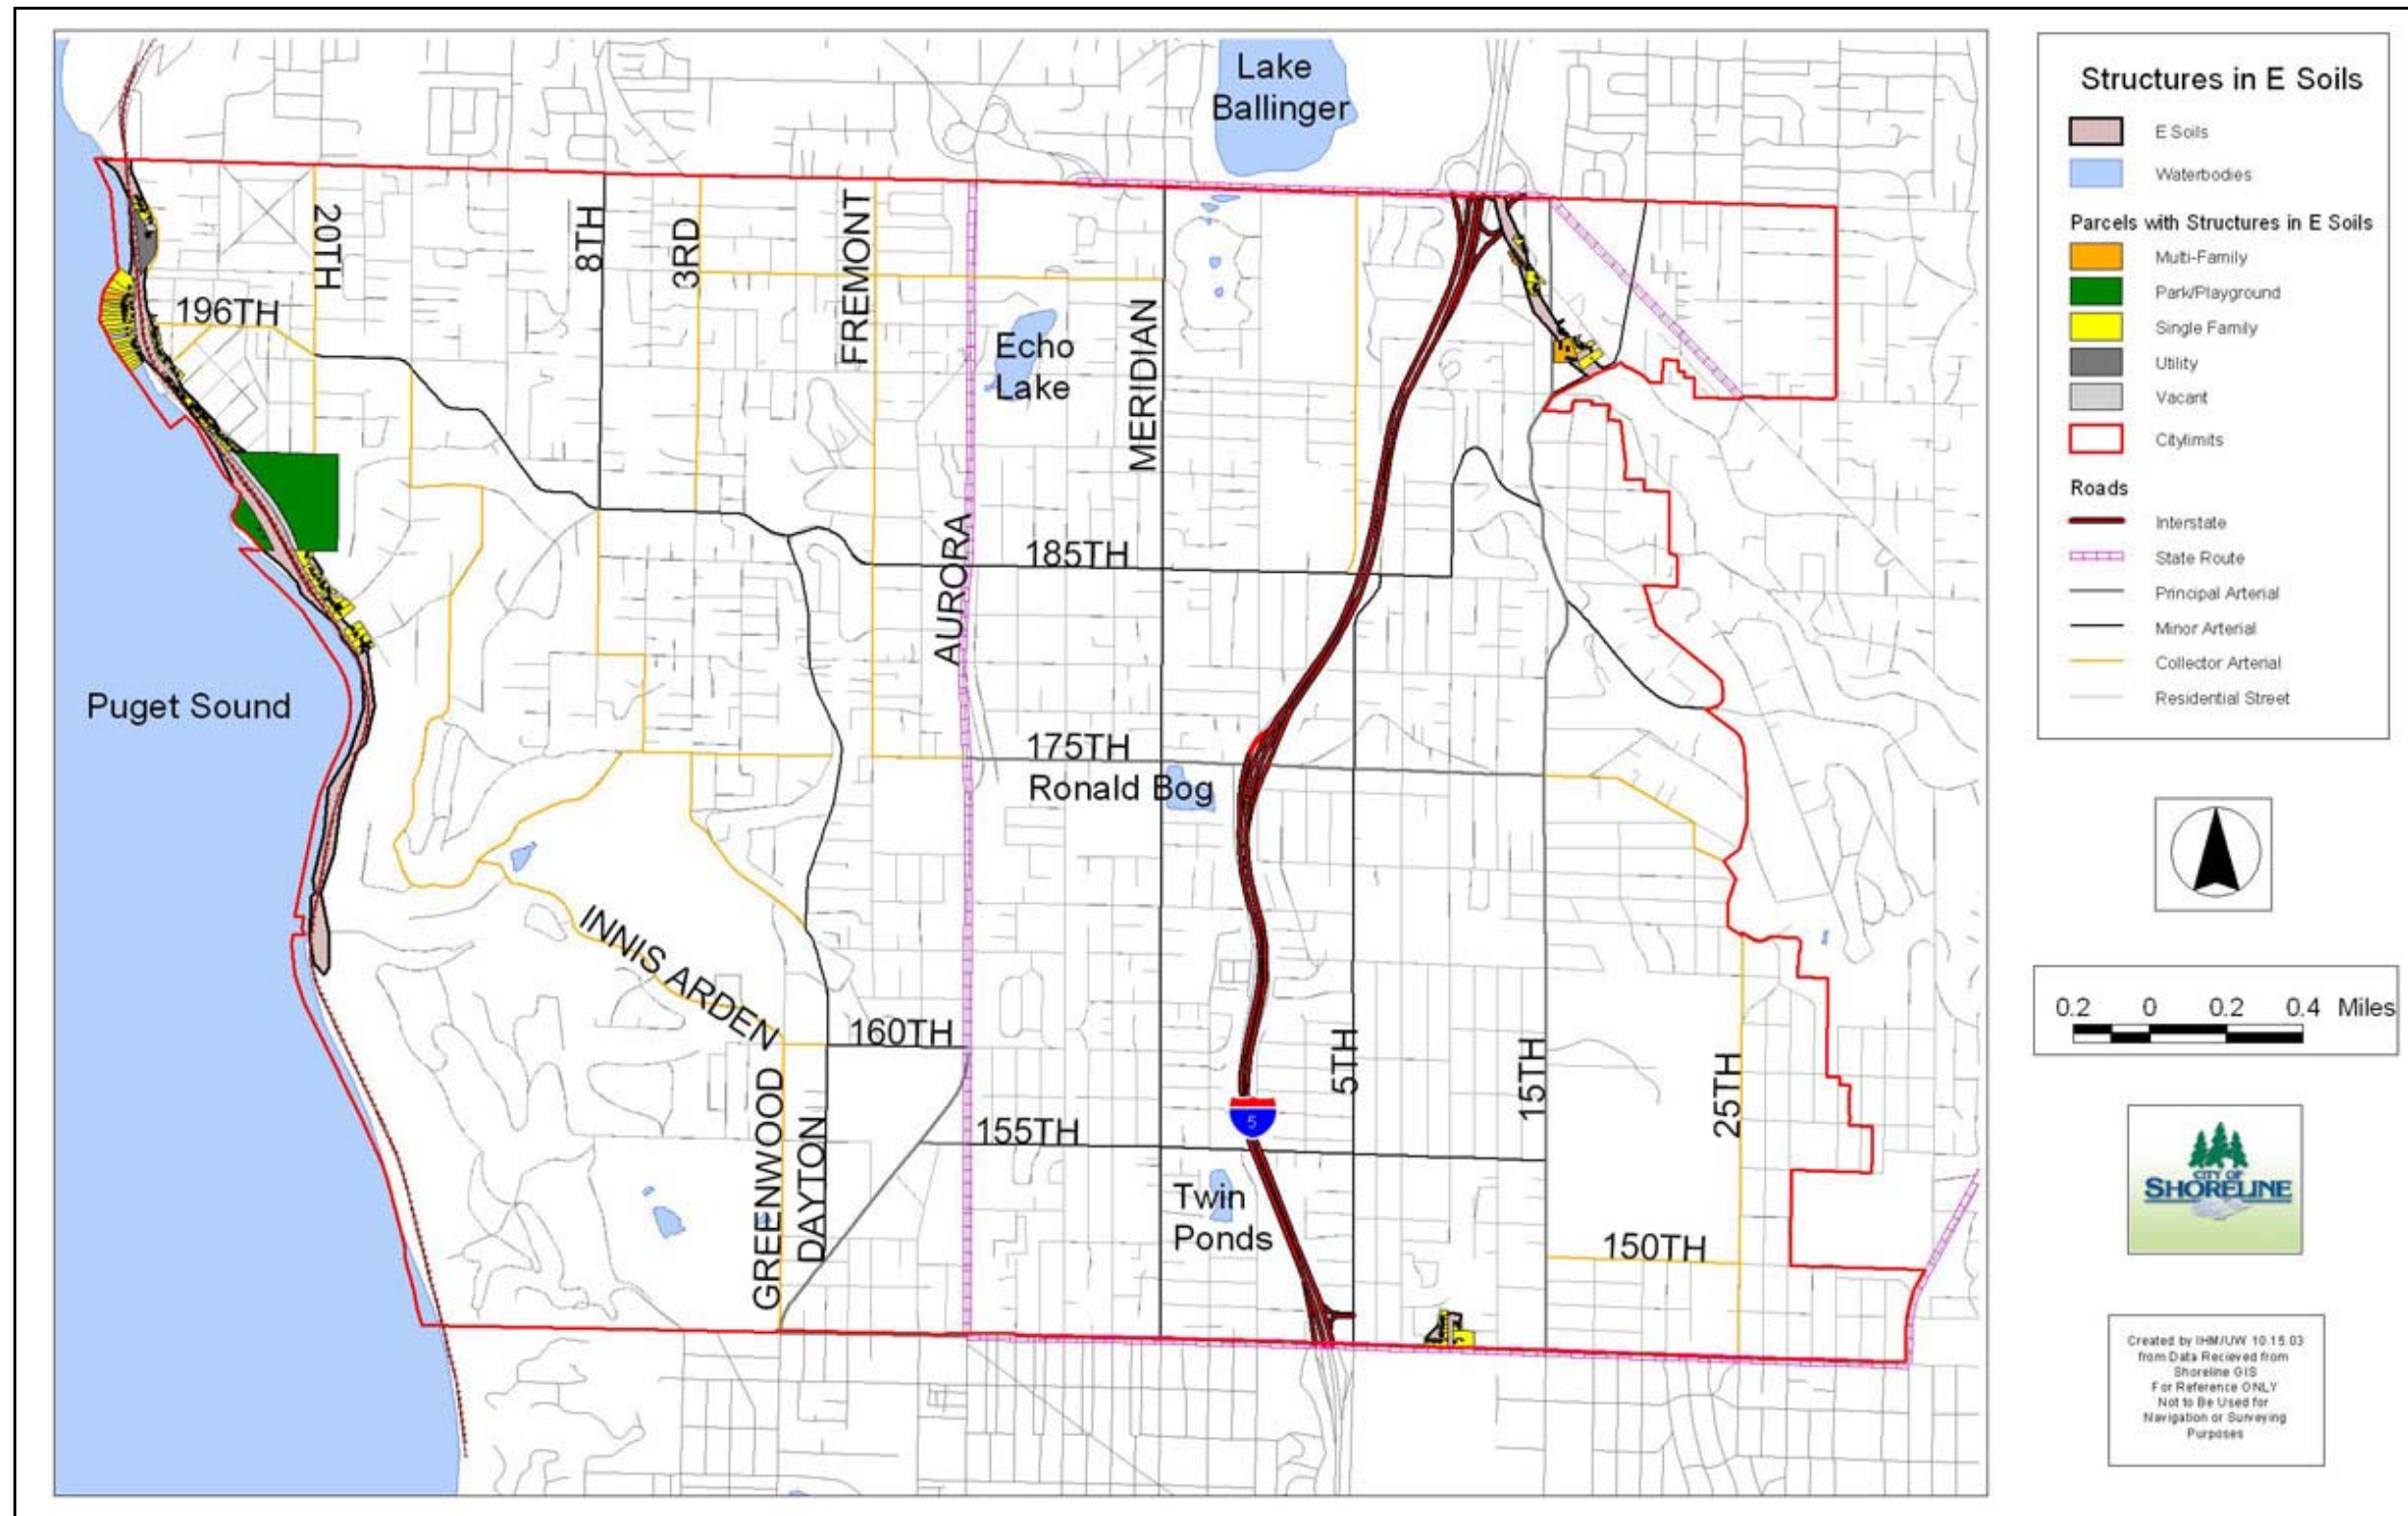 Lake
Ballinger
20TH
8TH
3RD
FREMONT
196TH
Echo
Lake
MERIDIAN
AURORA
185TH
Puget Sound
175TH
Ronald Bog
INNIS ARDEN
160TH
5TH
15TH
25TH
GREENWOOD
DAYTON
5
155TH
Twin
Ponds
150TH
Structures in E Soils
E Soils
Waterbodies
Parcels with Structures in E Soils
Multi-Family
Park/Playground
Single Family
Utility
Vacant
Citylimits
Roads
Interstate
State Route
Principal Arterial
Minor Arterial
Collector Arterial
Residential Street
0.2 0 0.2 0.4 Miles
CITY OF
SHORELINE
Created by IHM/UW 10.15.03
from Data Recieved from
Shoreline GIS
For Reference ONLY
Not to Be Used for
Navigation or Surveying
Purposes